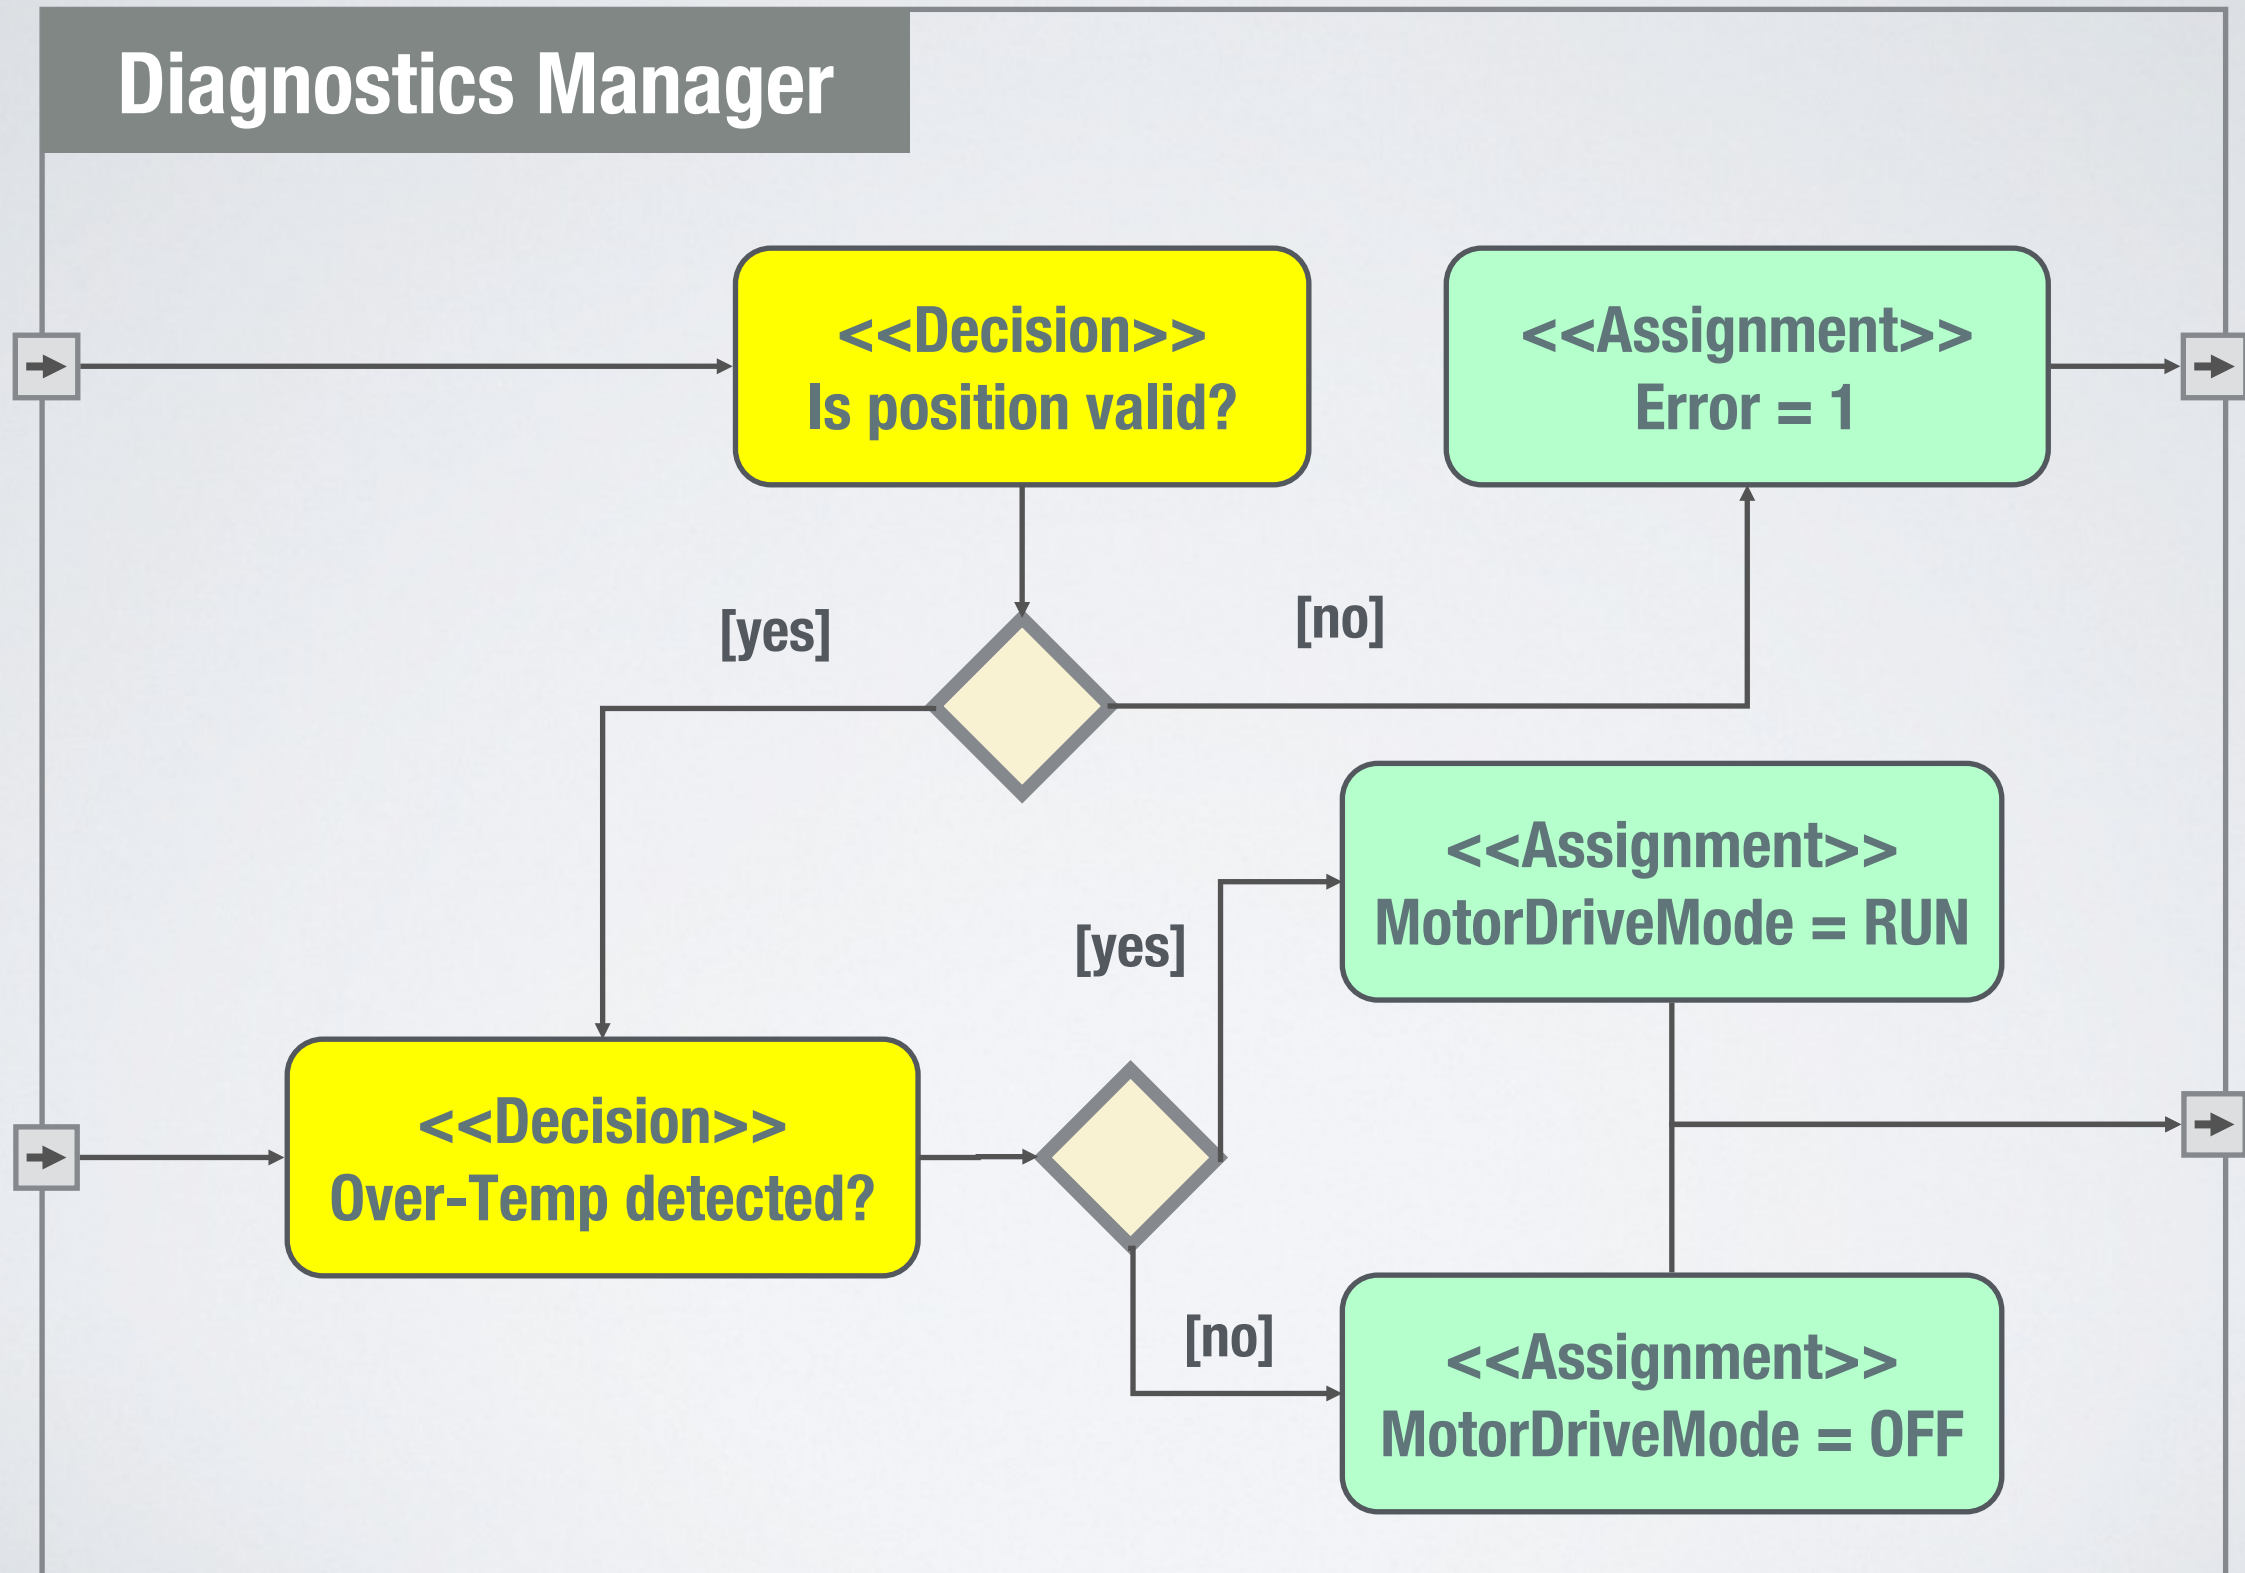 Diagnostics Manager
<<Decision>>
Is position valid?
<<Assignment>>
Error = 1
[yes]
[no]
<<Assignment>>
MotorDriveMode = RUN
[yes]
<<Decision>>
Over-Temp detected?
[no]
<<Assignment>>
MotorDriveMode = OFF